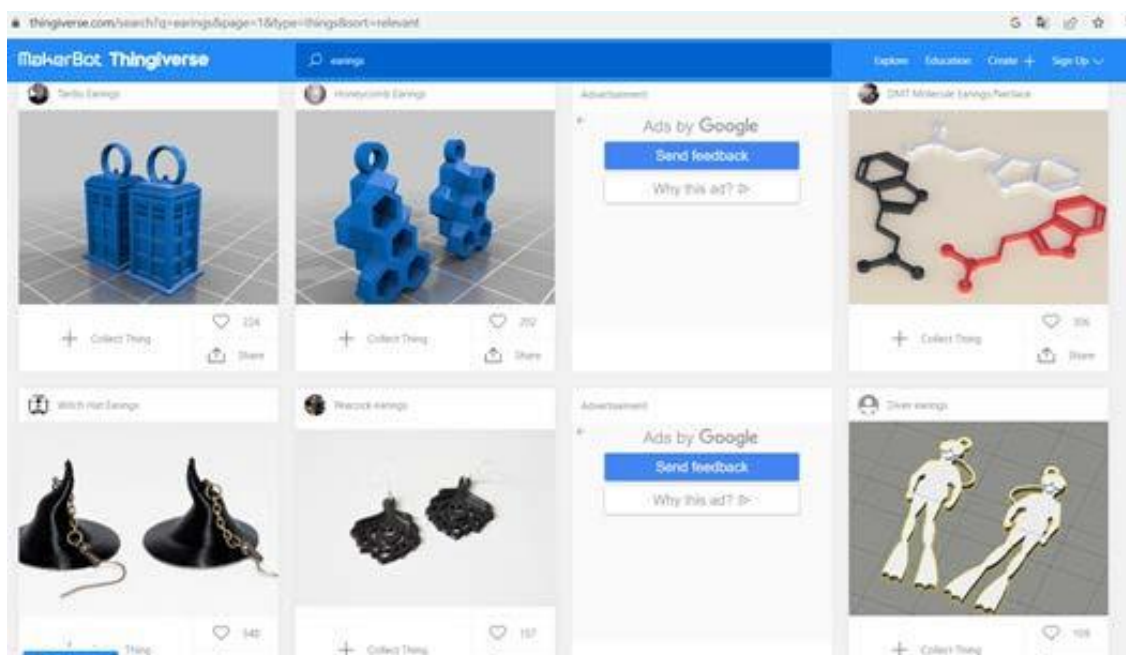 thingiverse.com/search?q=earings&page=1&type=things&sort=relevant
MakerBot Thingiverse
earings
Explore Education Create + Sign Up
Tardis Earings
Honeycomb Earings
Advertisement
DMT Molecule Earings/Necklace
Ads by Google
Send feedback
Why this ad?
Collect Thing
224
Share
Collect Thing
202
Share
Collect Thing
306
Share
Witch Hat Earings
Peacock earings
Advertisement
Diver earings
Ads by Google
Send feedback
Why this ad?
Thing
540
Collect Thing
157
Collect Thing
109